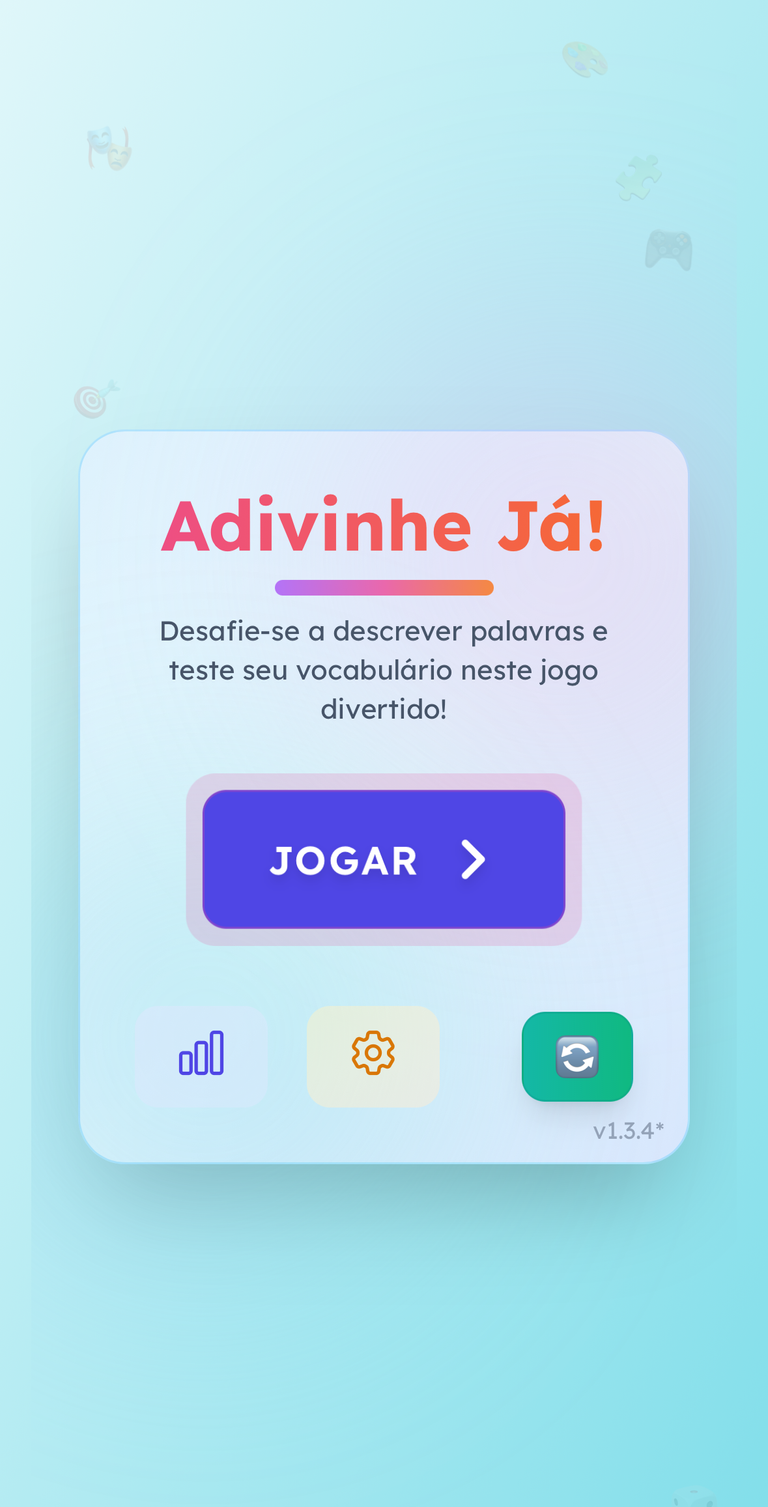 Adivinhe Já!
Desafie-se a descrever palavras e
teste seu vocabulário neste jogo
divertido!
JOGAR
v1.3.4*